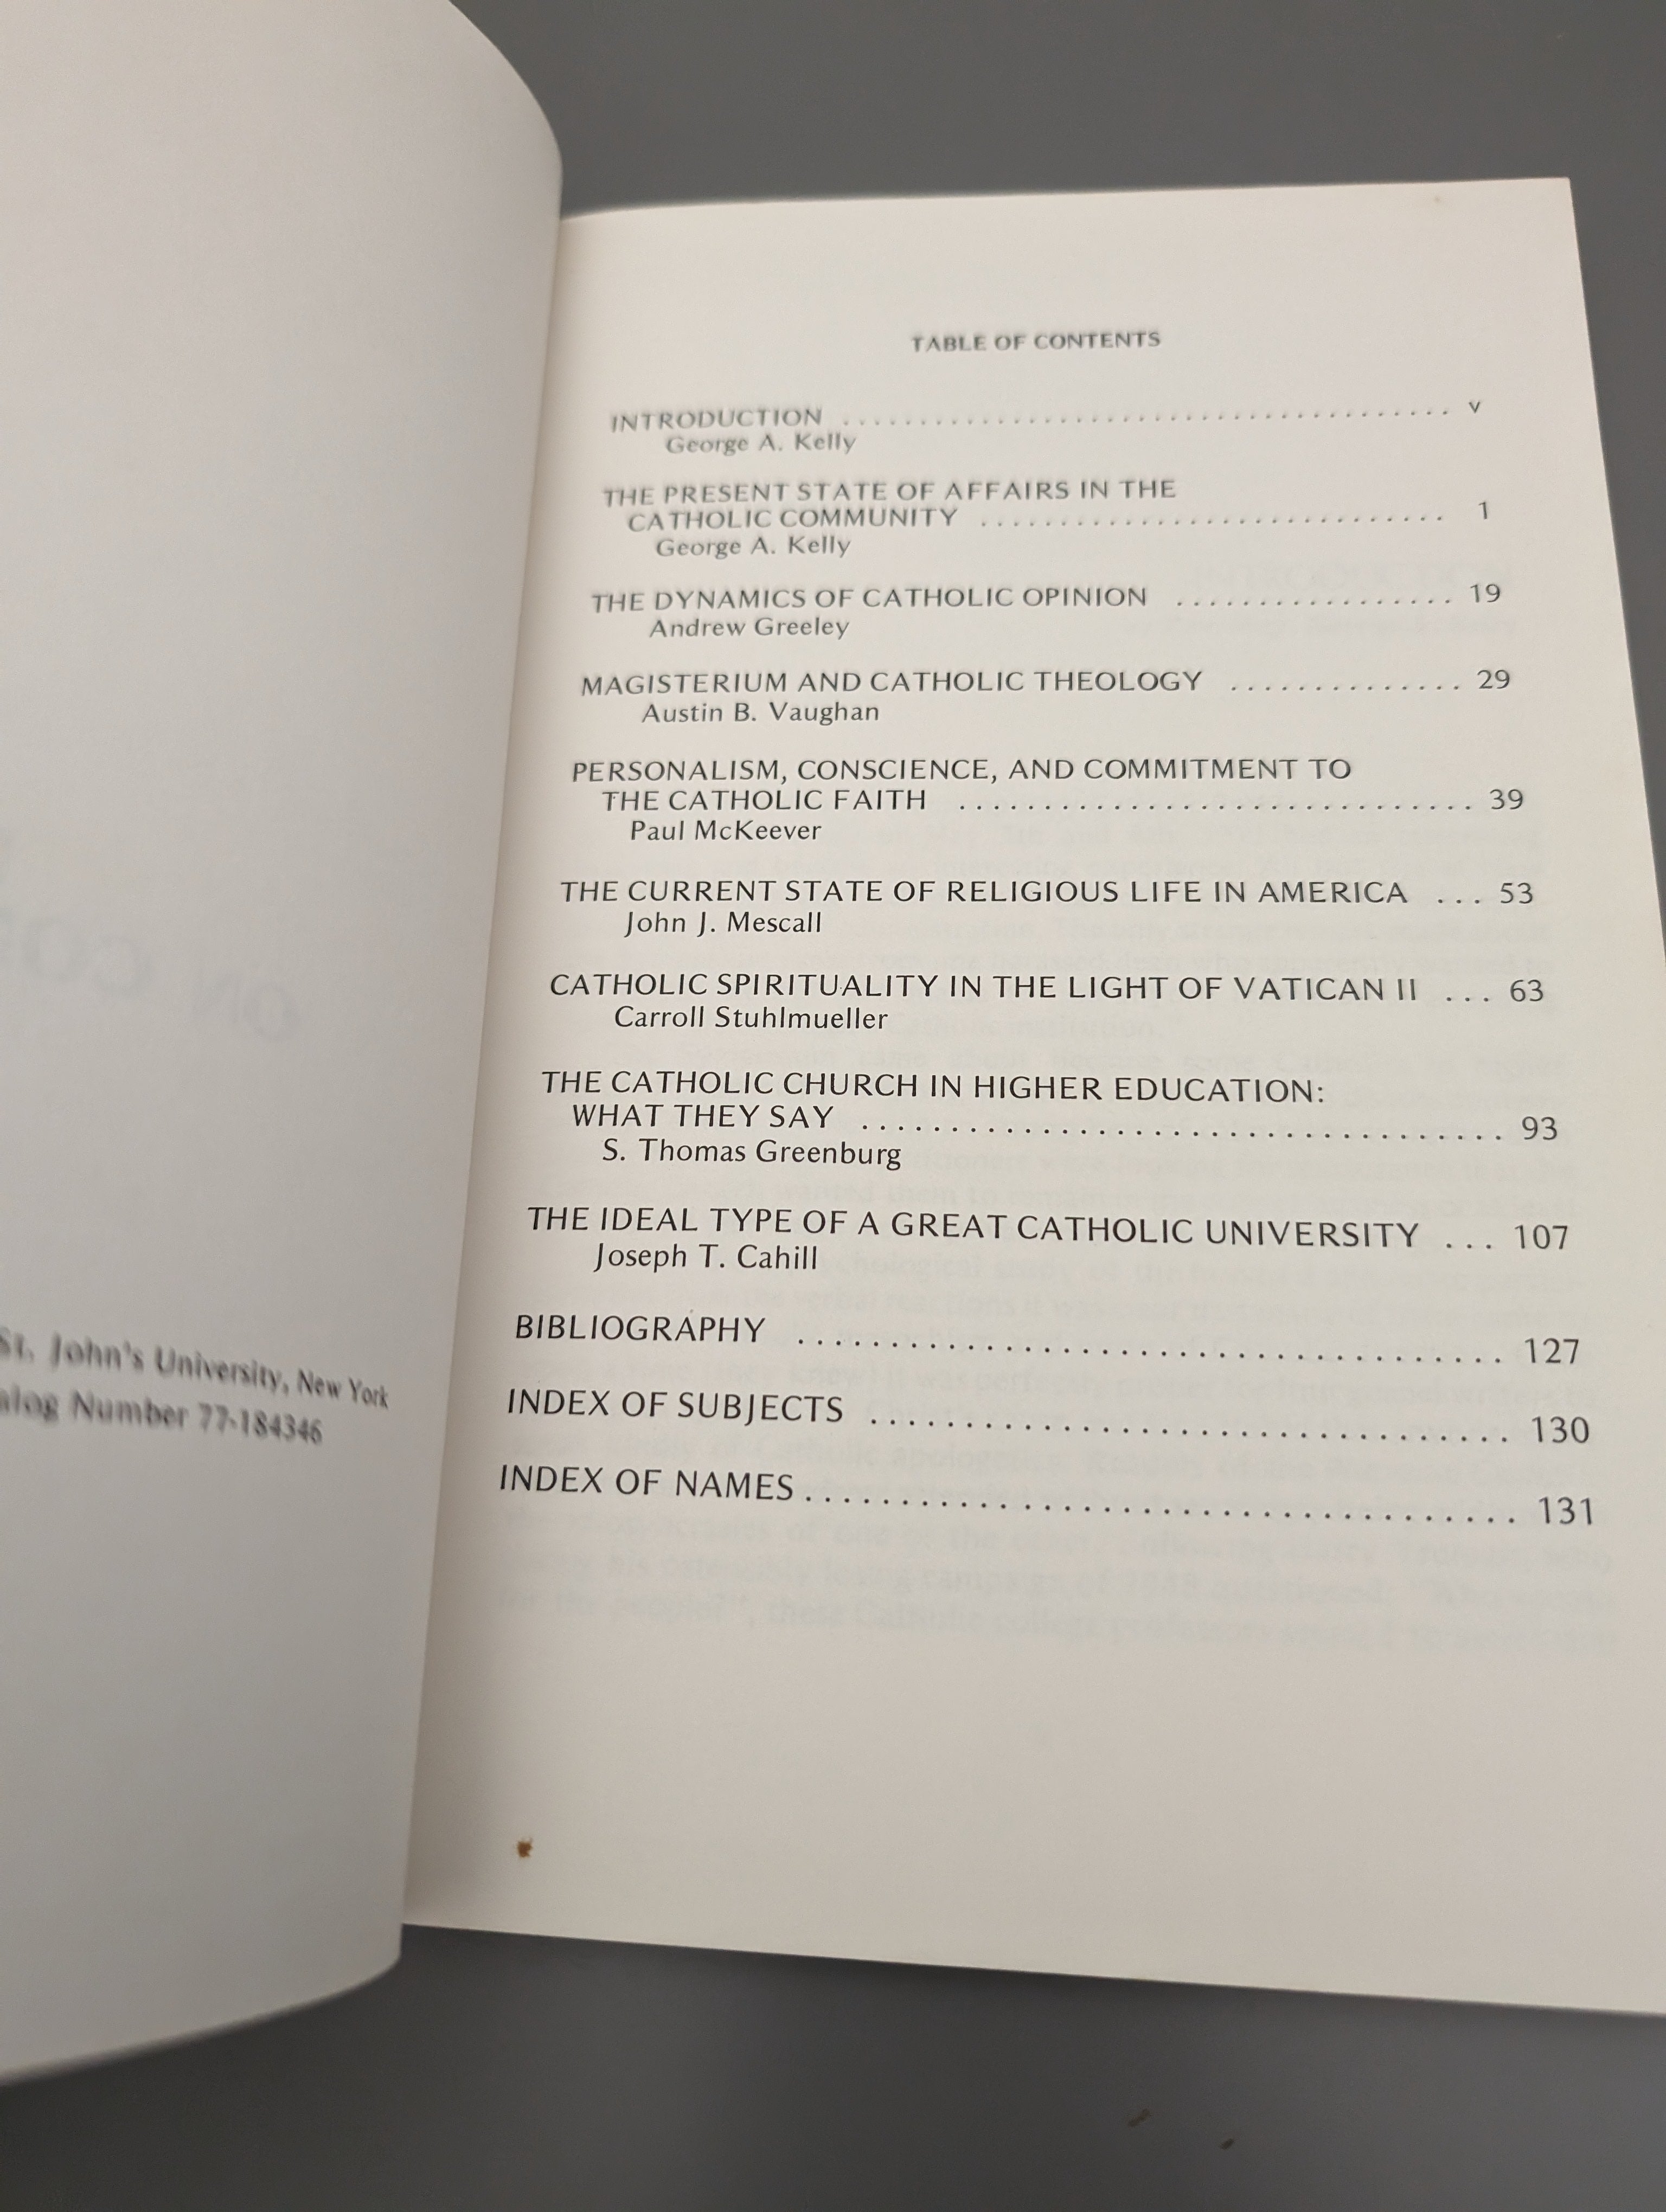 St. John's University, New York
alog Number 77-184346
TABLE OF CONTENTS
INTRODUCTION ........................................ v
George A. Kelly
THE PRESENT STATE OF AFFAIRS IN THE
CATHOLIC COMMUNITY .............................. 1
George A. Kelly
THE DYNAMICS OF CATHOLIC OPINION ................. 19
Andrew Greeley
MAGISTERIUM AND CATHOLIC THEOLOGY .............. 29
Austin B. Vaughan
PERSONALISM, CONSCIENCE, AND COMMITMENT TO
THE CATHOLIC FAITH .............................. 39
Paul McKeever
THE CURRENT STATE OF RELIGIOUS LIFE IN AMERICA ... 53
John J. Mescall
CATHOLIC SPIRITUALITY IN THE LIGHT OF VATICAN II ... 63
Carroll Stuhlmueller
THE CATHOLIC CHURCH IN HIGHER EDUCATION:
WHAT THEY SAY .................................... 93
S. Thomas Greenburg
THE IDEAL TYPE OF A GREAT CATHOLIC UNIVERSITY ... 107
Joseph T. Cahill
BIBLIOGRAPHY ....................................... 127
INDEX OF SUBJECTS ................................... 130
INDEX OF NAMES ...................................... 131